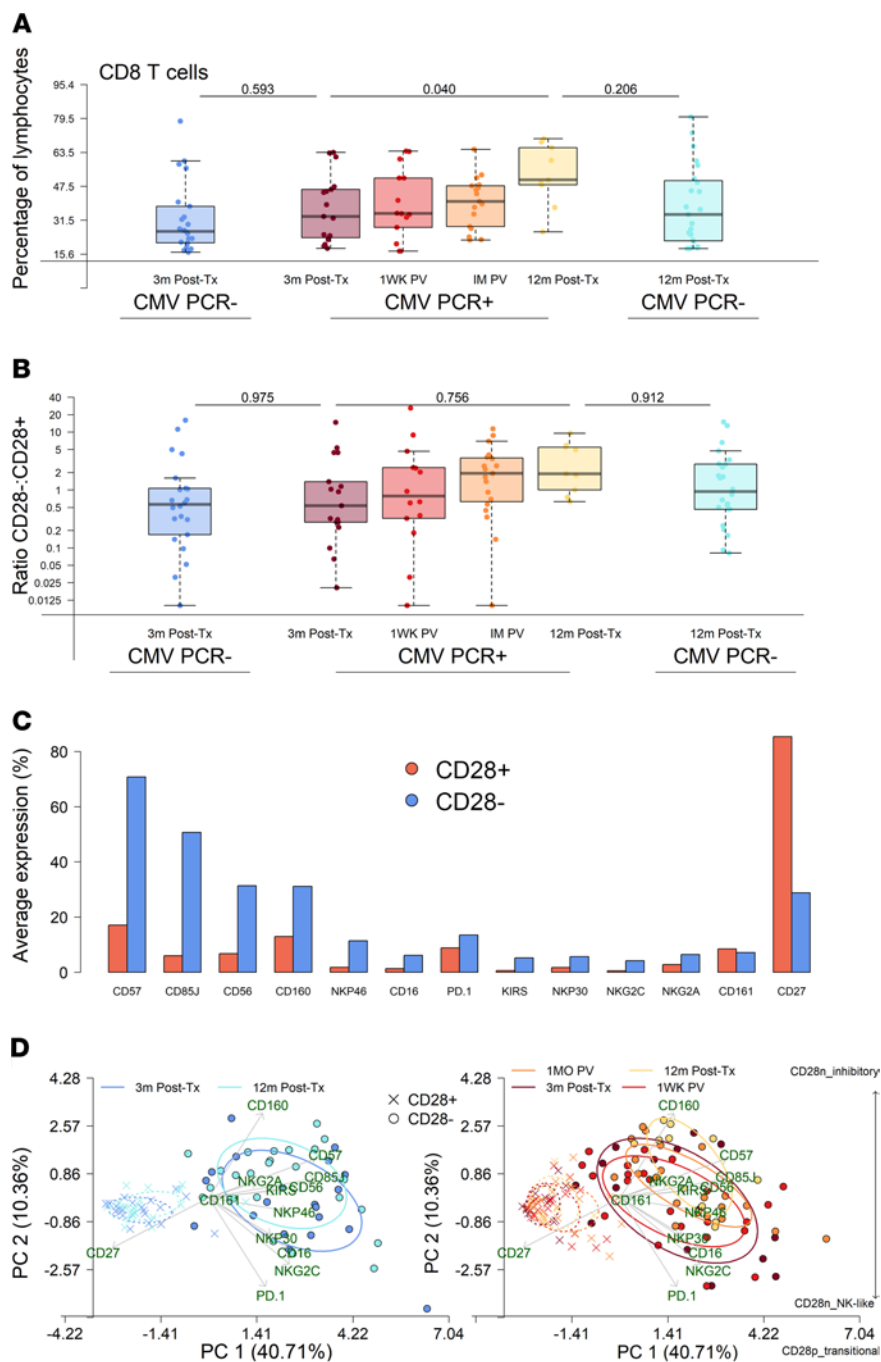 A
CD8 T cells
Percentage of lymphocytes
95.4
79.5
63.5
47.5
31.5
15.6
0.593
0.040
0.206
3m Post-Tx
3m Post-Tx
1WK PV
IM PV
12m Post-Tx
12m Post-Tx
CMV PCR-
CMV PCR+
CMV PCR-
B
Ratio CD28-:CD28+
40
20
10
5
2
1
0.5
0.2
0.1
0.05
0.025
0.0125
0.975
0.756
0.912
3m Post-Tx
3m Post-Tx
1WK PV
IM PV
12m Post-Tx
12m Post-Tx
CMV PCR-
CMV PCR+
CMV PCR-
C
Average expression (%)
80
60
40
20
0
CD28+
CD28-
CD57
CD85J
CD56
CD160
NKP46
CD16
PD.1
KIRS
NKP30
NKG2C
NKG2A
CD161
CD27
D
PC 2 (10.36%)
4.28
2.57
0.86
-0.86
-2.57
3m Post-Tx
12m Post-Tx
CD28+
CD28-
CD160
CD57
NKG2A
CD85J
KIRS
CD56
CD161
NKP46
CD27
NKP30
CD16
NKG2C
PD.1
-4.22
-1.41
1.41
4.22
7.04
PC 1 (40.71%)
PC 2 (10.36%)
4.28
2.57
0.86
-0.86
-2.57
1MO PV
12m Post-Tx
3m Post-Tx
1WK PV
CD160
CD57
NKG2A
CD85J
KIRS
CD56
CD161
NKP46
CD27
NKP30
CD16
NKG2C
PD.1
-1.41
1.41
4.22
7.04
PC 1 (40.71%)
CD28n_inhibitory
CD28n_NK-like
CD28p_transitional